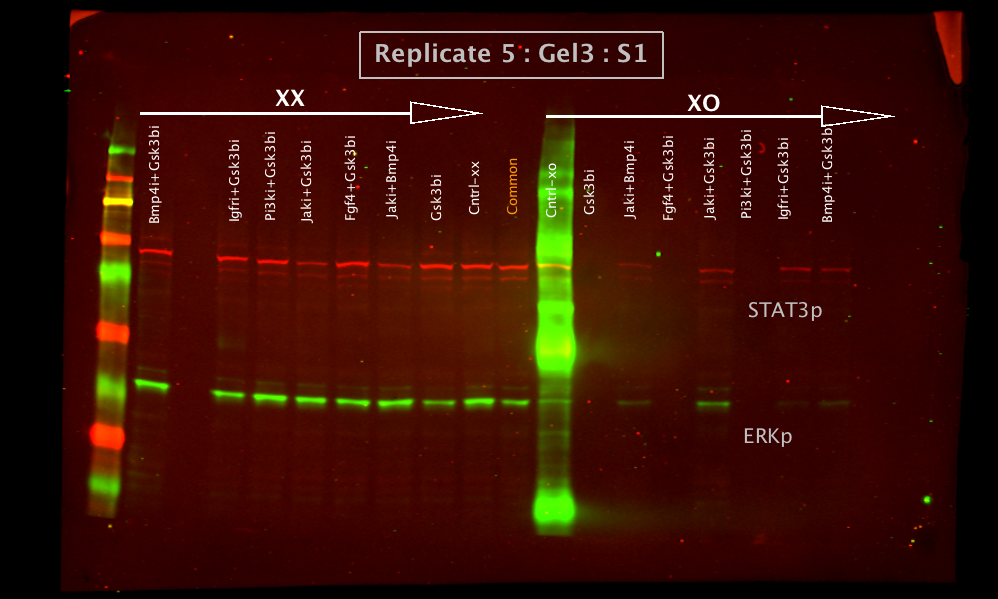 Replicate 5 : Gel3 : S1
XX
XO
Bmp4i+Gsk3bi
Igfri+Gsk3bi
Pi3ki+Gsk3bi
Jaki+Gsk3bi
Fgf4+Gsk3bi
Jaki+Bmp4i
Gsk3bi
Cntrl-xx
Common
Cntrl-xo
Gsk3bi
Jaki+Bmp4i
Fgf4+Gsk3bi
Jaki+Gsk3bi
Pi3ki+Gsk3bi
Igfri+Gsk3bi
Bmp4i+Gsk3bi
STAT3p
ERKp